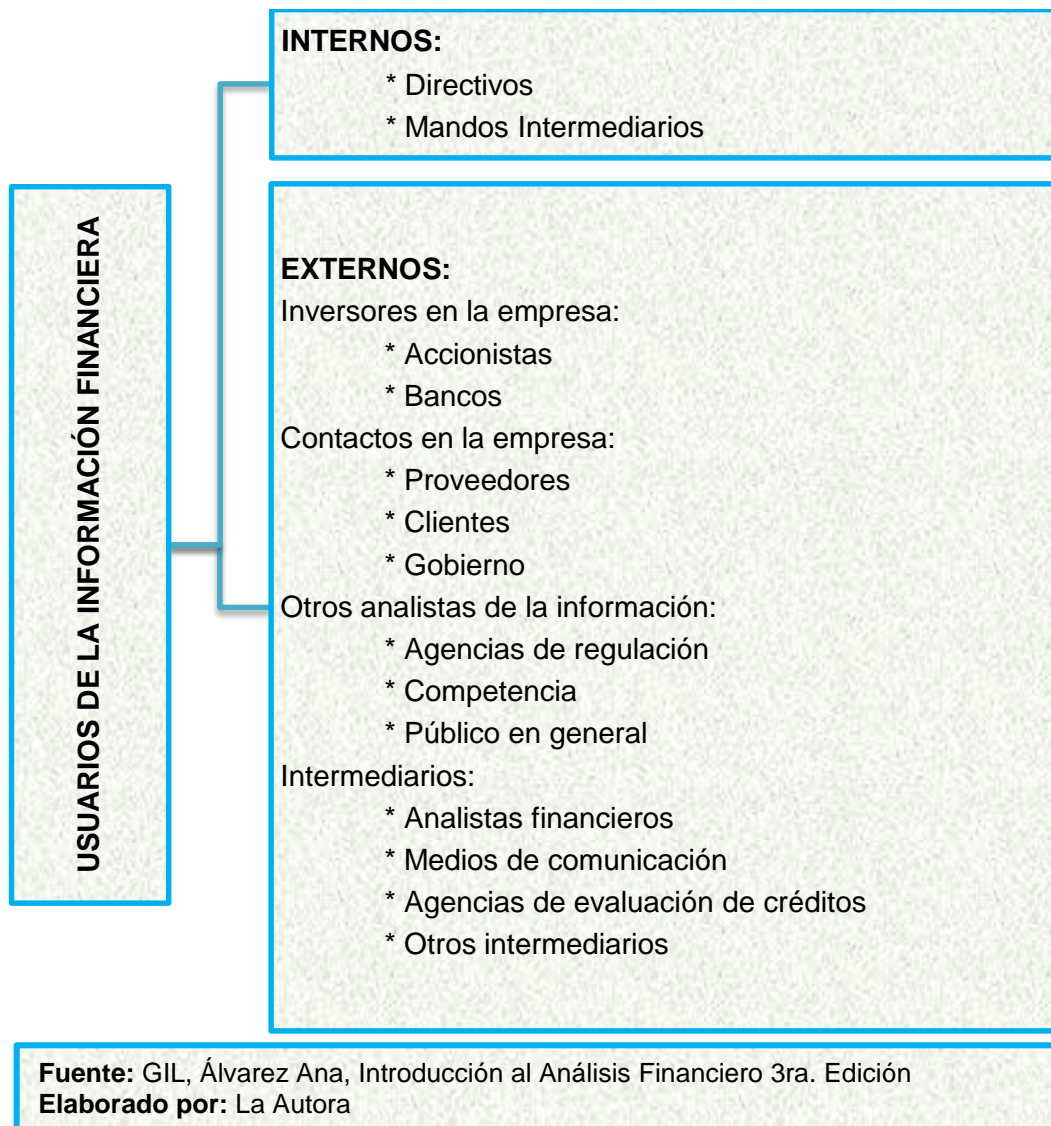 USUARIOS DE LA INFORMACIÓN FINANCIERA
INTERNOS:
* Directivos
* Mandos Intermediarios
EXTERNOS:
Inversores en la empresa:
* Accionistas
* Bancos
Contactos en la empresa:
* Proveedores
* Clientes
* Gobierno
Otros analistas de la información:
* Agencias de regulación
* Competencia
* Público en general
Intermediarios:
* Analistas financieros
* Medios de comunicación
* Agencias de evaluación de créditos
* Otros intermediarios
Fuente: GIL, Álvarez Ana, Introducción al Análisis Financiero 3ra. Edición
Elaborado por: La Autora